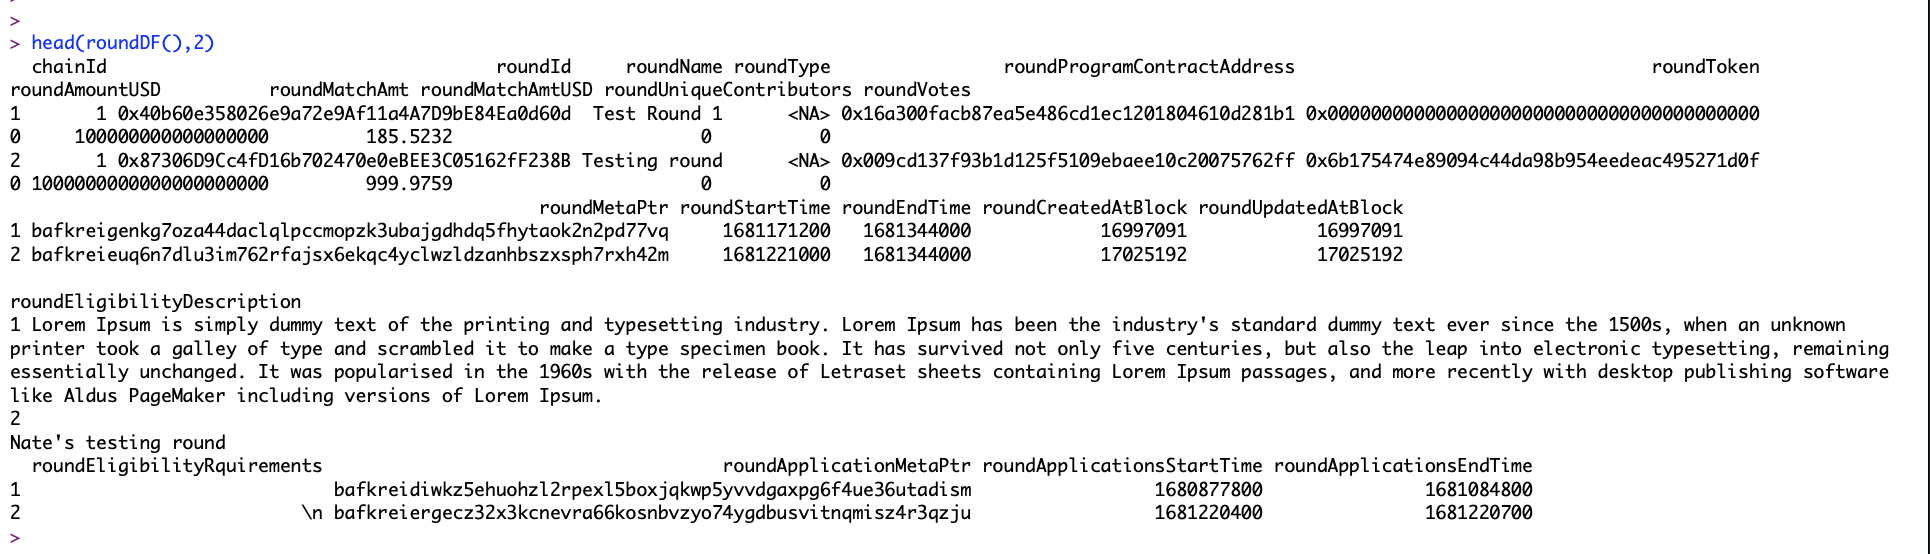 >
>
> head(roundDF(),2)
chainId roundId roundName roundType roundProgramContractAddress roundToken
roundAmountUSD roundMatchAmt roundMatchAmtUSD roundUniqueContributors roundVotes
1 1 0x40b60e358026e9a72e9Af11a4A7D9bE84Ea0d60d Test Round 1 <NA> 0x16a300facb87ea5e486cd1ec1201804610d281b1 0x0000000000000000000000000000000000000000
0 100000000000000000 185.5232 0 0
2 1 0x87306D9Cc4fD16b702470e0eBEE3C05162fF238B Testing round <NA> 0x009cd137f93b1d125f5109ebaee10c20075762ff 0x6b175474e89094c44da98b954eedeac495271d0f
0 1000000000000000000000 999.9759 0 0
roundMetaPtr roundStartTime roundEndTime roundCreatedAtBlock roundUpdatedAtBlock
1 bafkreigenkg7oza44daclqlpccmopzk3ubajgdhdq5fhytaok2n2pd77vq 1681171200 1681344000 16997091 16997091
2 bafkreieuq6n7dlu3im762rfajsx6ekqc4yclwzldzanhbszxsph7rxh42m 1681221000 1681344000 17025192 17025192
roundEligibilityDescription
1 Lorem Ipsum is simply dummy text of the printing and typesetting industry. Lorem Ipsum has been the industry's standard dummy text ever since the 1500s, when an unknown
printer took a galley of type and scrambled it to make a type specimen book. It has survived not only five centuries, but also the leap into electronic typesetting, remaining
essentially unchanged. It was popularised in the 1960s with the release of Letraset sheets containing Lorem Ipsum passages, and more recently with desktop publishing software
like Aldus PageMaker including versions of Lorem Ipsum.
2
Nate's testing round
roundEligibilityRquirements roundApplicationMetaPtr roundApplicationsStartTime roundApplicationsEndTime
1 bafkreidiwkz5ehuohzl2rpexl5boxjqkwp5yvvdgaxpg6f4ue36utadism 1680877800 1681084800
2 \n bafkreiergecz32x3kcnevra66kosnbvzyo74ygdbusvitnqmisz4r3qzju 1681220400 1681220700
>